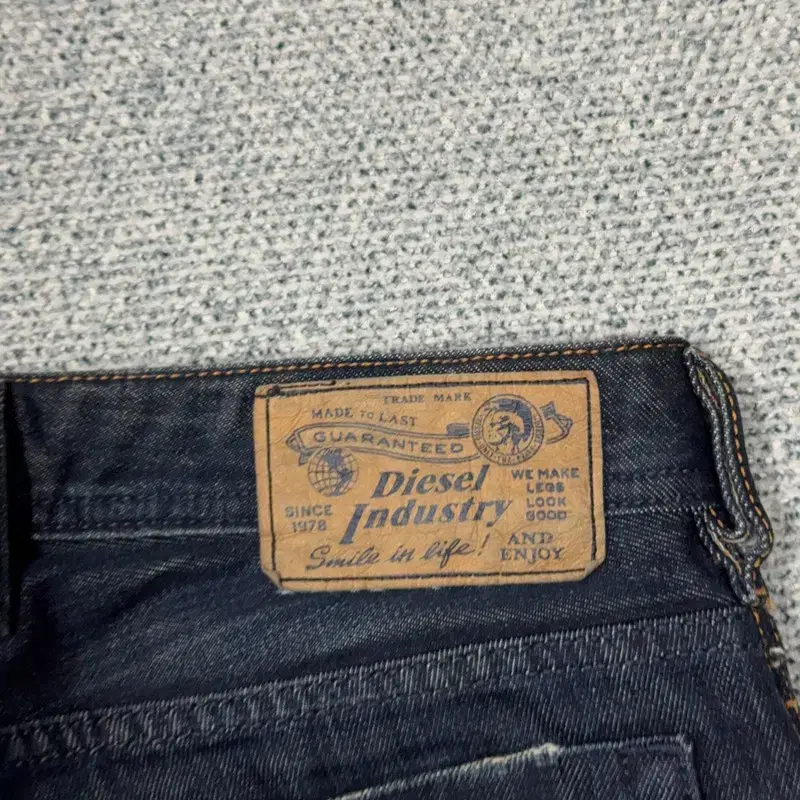 TRADE MARK
MADE TO LAST
GUARANTEED
Diesel
Industry
SINCE
1978
WE MAKE
LEGS
LOOK
GOOD
AND
ENJOY
Smile in life!